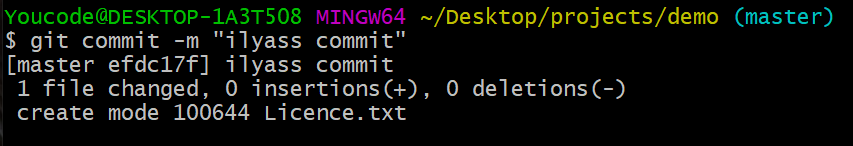 Youcode@DESKTOP-1A3T508 MINGW64 ~/Desktop/projects/demo (master)
$ git commit -m "ilyass commit"
[master efdc17f] ilyass commit
 1 file changed, 0 insertions(+), 0 deletions(-)
 create mode 100644 Licence.txt